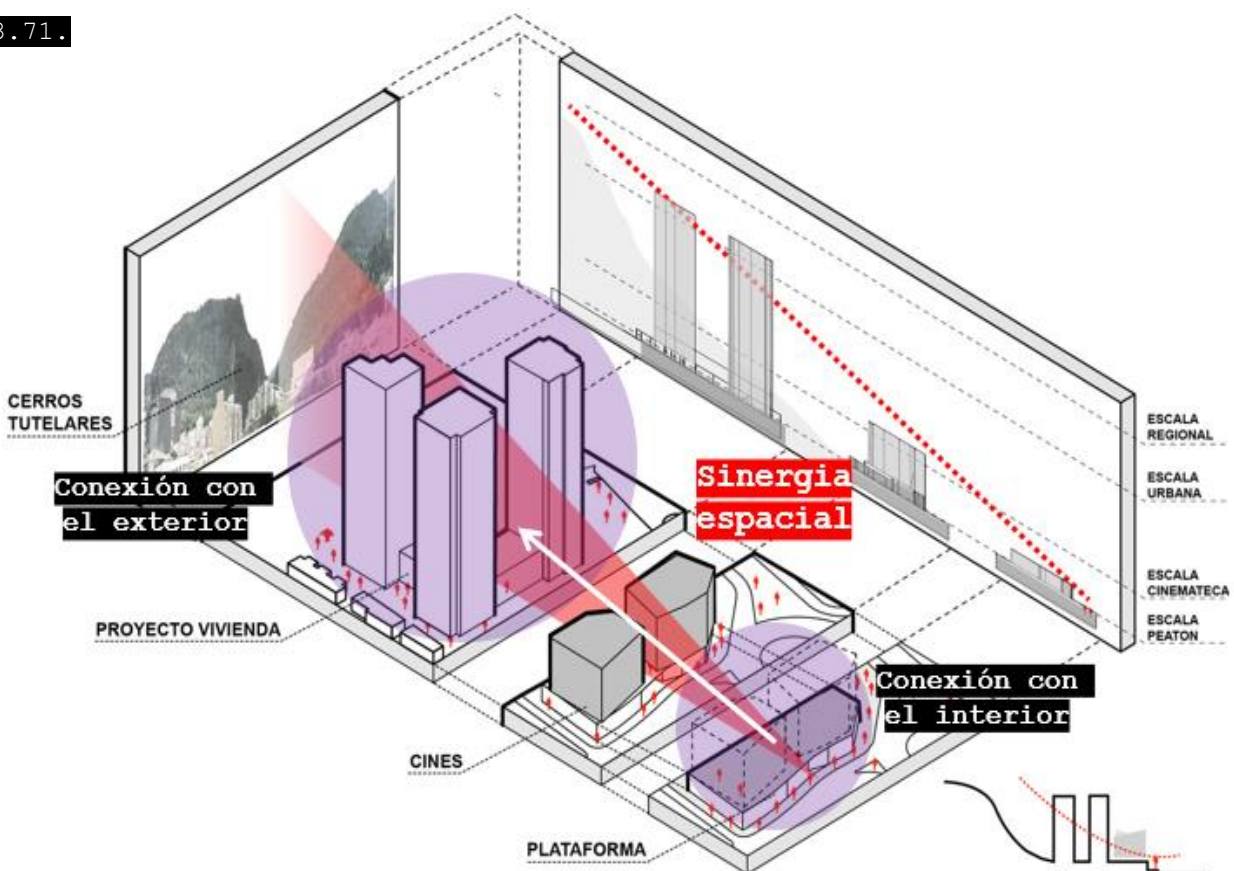 3.71.
CERROS
TUTELARES
Conexión con
el exterior
PROYECTO VIVIENDA
CINES
PLATAFORMA
Sinergia
espacial
Conexión con
el interior
ESCALA
REGIONAL
ESCALA
URBANA
ESCALA
CINEMATECA
ESCALA
PEATON